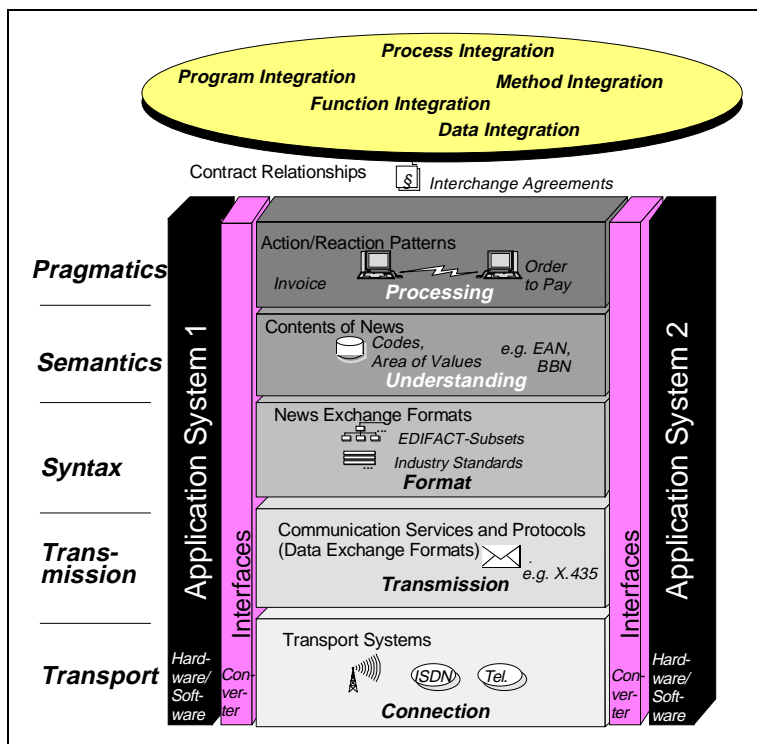 Process Integration
Program Integration
Method Integration
Function Integration
Data Integration
Contract Relationships
§
Interchange Agreements
Pragmatics
Semantics
Syntax
Trans-
mission
Transport
Application System 1
Hard-
ware/
Soft-
ware
Interfaces
Con-
ver-
ter
Action/Reaction Patterns
Invoice
Order
to Pay
Processing
Contents of News
Codes,
Area of Values
e.g. EAN,
BBN
Understanding
News Exchange Formats
EDIFACT-Subsets
Industry Standards
Format
Communication Services and Protocols
(Data Exchange Formats)
e.g. X.435
Transmission
Transport Systems
ISDN
Tel.
Connection
Interfaces
Con-
ver-
ter
Application System 2
Hard-
ware/
Soft-
ware